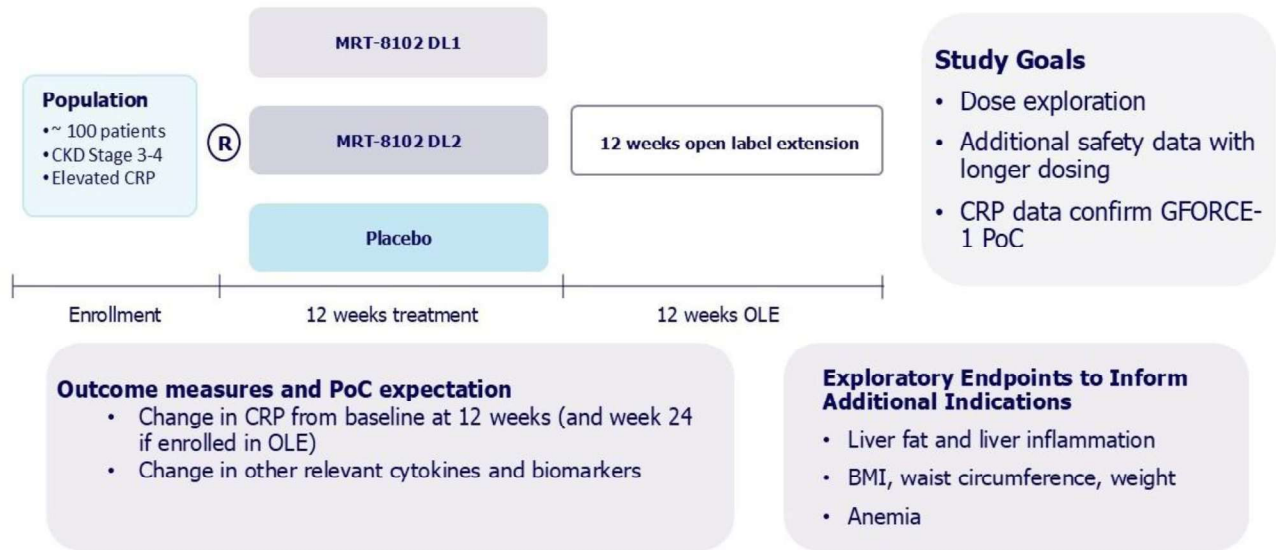 MRT-8102 DL1
Population
•~ 100 patients
•CKD Stage 3-4
•Elevated CRP
R
MRT-8102 DL2
Placebo
12 weeks open label extension
Study Goals
• Dose exploration
• Additional safety data with
longer dosing
• CRP data confirm GFORCE-
1 PoC
Enrollment
12 weeks treatment
12 weeks OLE
Outcome measures and PoC expectation
• Change in CRP from baseline at 12 weeks (and week 24
if enrolled in OLE)
• Change in other relevant cytokines and biomarkers
Exploratory Endpoints to Inform
Additional Indications
• Liver fat and liver inflammation
• BMI, waist circumference, weight
• Anemia